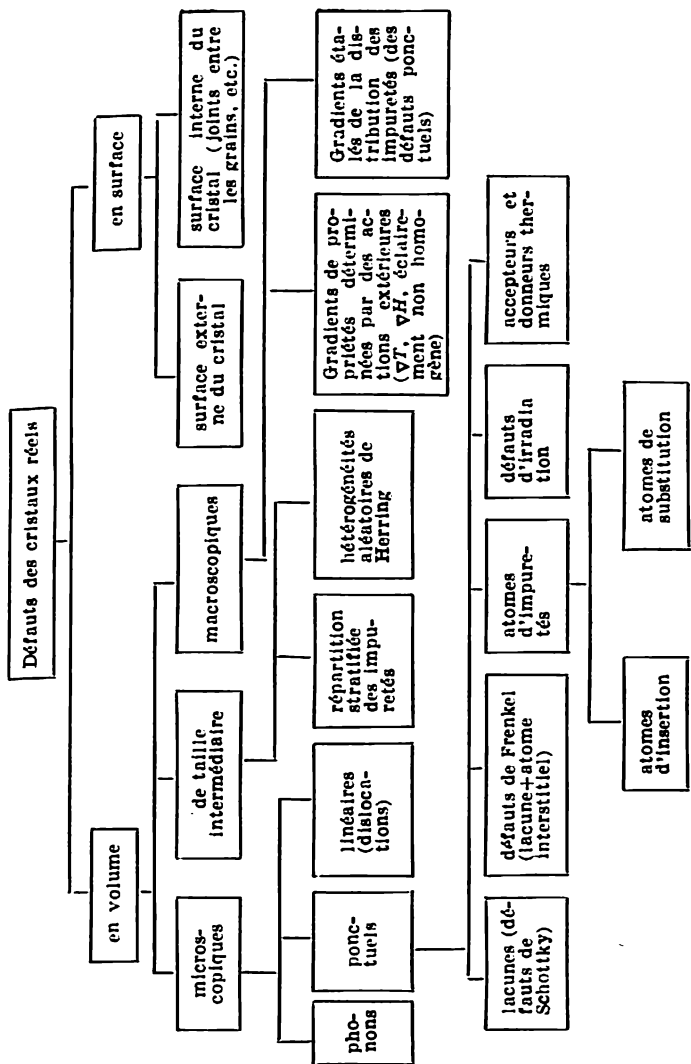 Défauts des cristaux réels
en volume
en surface
micros-
copiques
de taille
intermédiaire
macroscopiques
surface exter-
ne du cristal
surface interne du
cristal (joints entre
les grains, etc.)
pho-
nons
ponc-
tuels
linéaires
(disloca-
tions)
répartition
stratifiée
des impu-
retés
hétérogénéités
aléatoires de
Herring
Gradients de pro-
priétés détermi-
nées par des ac-
tions extérieures
(∇T, ∇H, éclaire-
ment non homo-
gène)
Gradients éta-
lés de la dis-
tribution des
impuretés (des
défauts ponc-
tuels)
lacunes (dé-
fauts de
Schottky)
défauts de Frenkel
(lacune+atome
interstitiel)
atomes
d'impure-
tés
défauts
d'irradia
tion
accepteurs et
donneurs ther-
miques
atomes
d'insertion
atomes de
substitution